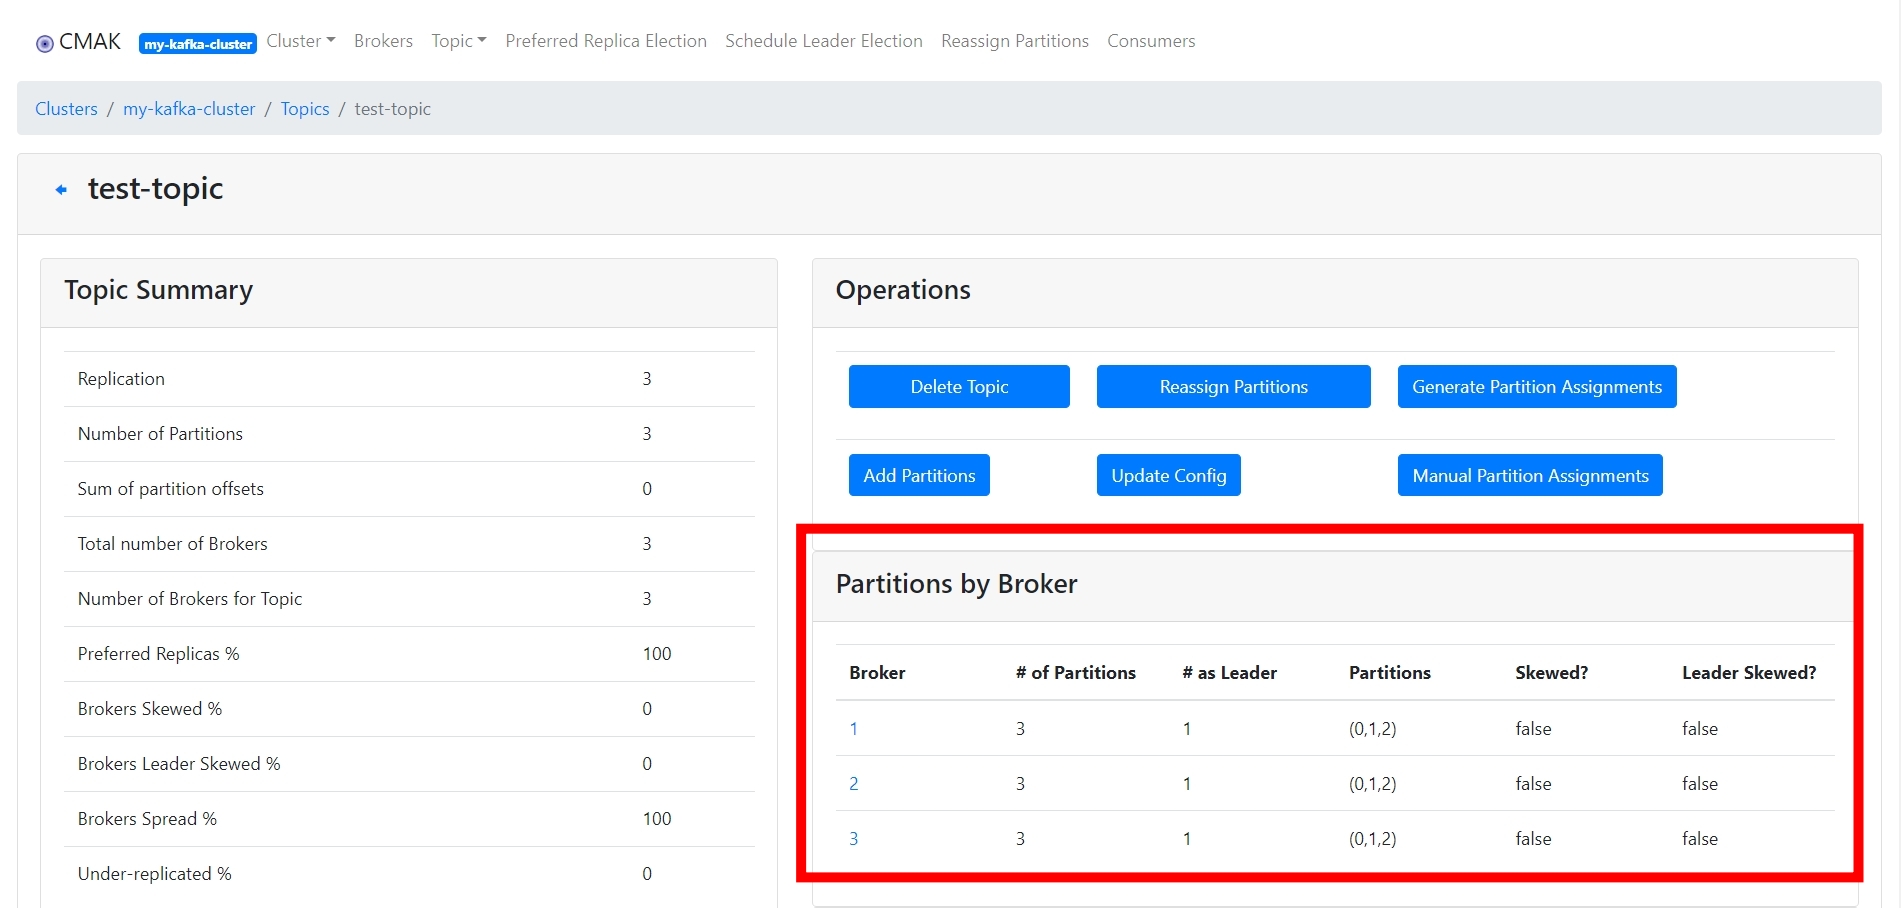 CMAK my-kafka-cluster Cluster Brokers Topic Preferred Replica Election Schedule Leader Election Reassign Partitions Consumers
Clusters / my-kafka-cluster / Topics / test-topic
test-topic
Topic Summary
Replication 3
Number of Partitions 3
Sum of partition offsets 0
Total number of Brokers 3
Number of Brokers for Topic 3
Preferred Replicas % 100
Brokers Skewed % 0
Brokers Leader Skewed % 0
Brokers Spread % 100
Under-replicated % 0
Operations
Delete Topic Reassign Partitions Generate Partition Assignments
Add Partitions Update Config Manual Partition Assignments
Partitions by Broker
Broker # of Partitions # as Leader Partitions Skewed? Leader Skewed?
1 3 1 (0,1,2) false false
2 3 1 (0,1,2) false false
3 3 1 (0,1,2) false false